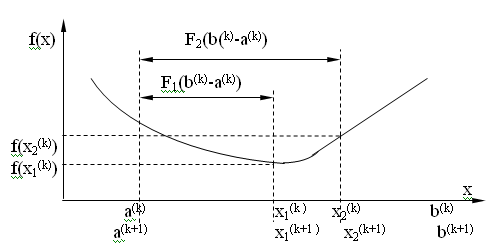 f(x)
F₂(b(⁽ᵏ⁾-a⁽ᵏ⁾)
F₁(b⁽ᵏ⁾-a⁽ᵏ⁾)
f(x₂⁽ᵏ⁾)
f(x₁⁽ᵏ⁾)
x
a⁽ᵏ⁾ x₁⁽ᵏ ⁾ x₂⁽ᵏ⁾ b⁽ᵏ⁾
a⁽ᵏ⁺¹⁾ x₁⁽ᵏ⁺¹ ⁾ x₂⁽ᵏ⁺¹⁾ b⁽ᵏ⁺¹⁾